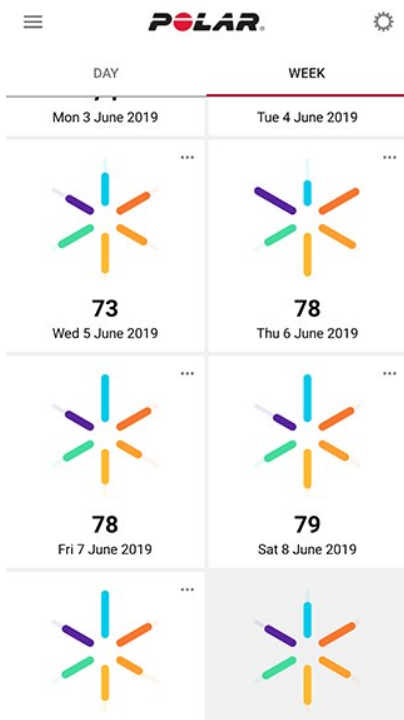 POLAR.
DAY WEEK
Mon 3 June 2019 Tue 4 June 2019
73 78
Wed 5 June 2019 Thu 6 June 2019
78 79
Fri 7 June 2019 Sat 8 June 2019